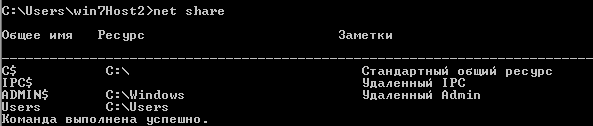 C:\Users\win7Host2>net share
Общее имя   Ресурс                          Заметки
-------------------------------------------------------------------------------
C$           C:\                             Стандартный общий ресурс
IPC$                                         Удаленный IPC
ADMIN$       C:\Windows                      Удаленный Admin
Users        C:\Users
Команда выполнена успешно.